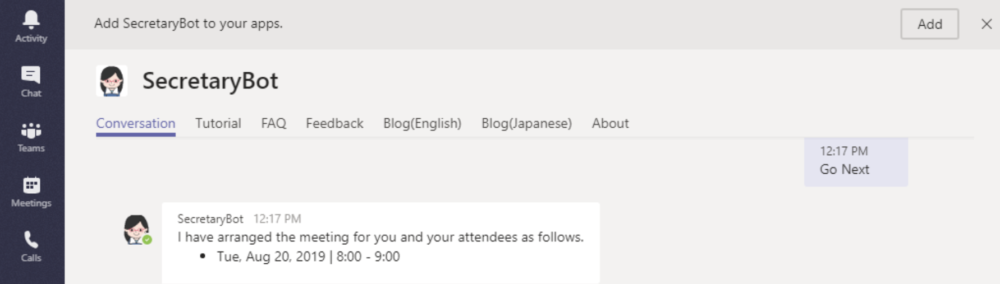 Activity
Chat
Teams
Meetings
Calls
Add SecretaryBot to your apps.
Add
SecretaryBot
Conversation Tutorial FAQ Feedback Blog(English) Blog(Japanese) About
12:17 PM
Go Next
SecretaryBot 12:17 PM
I have arranged the meeting for you and your attendees as follows.
• Tue, Aug 20, 2019 | 8:00 - 9:00